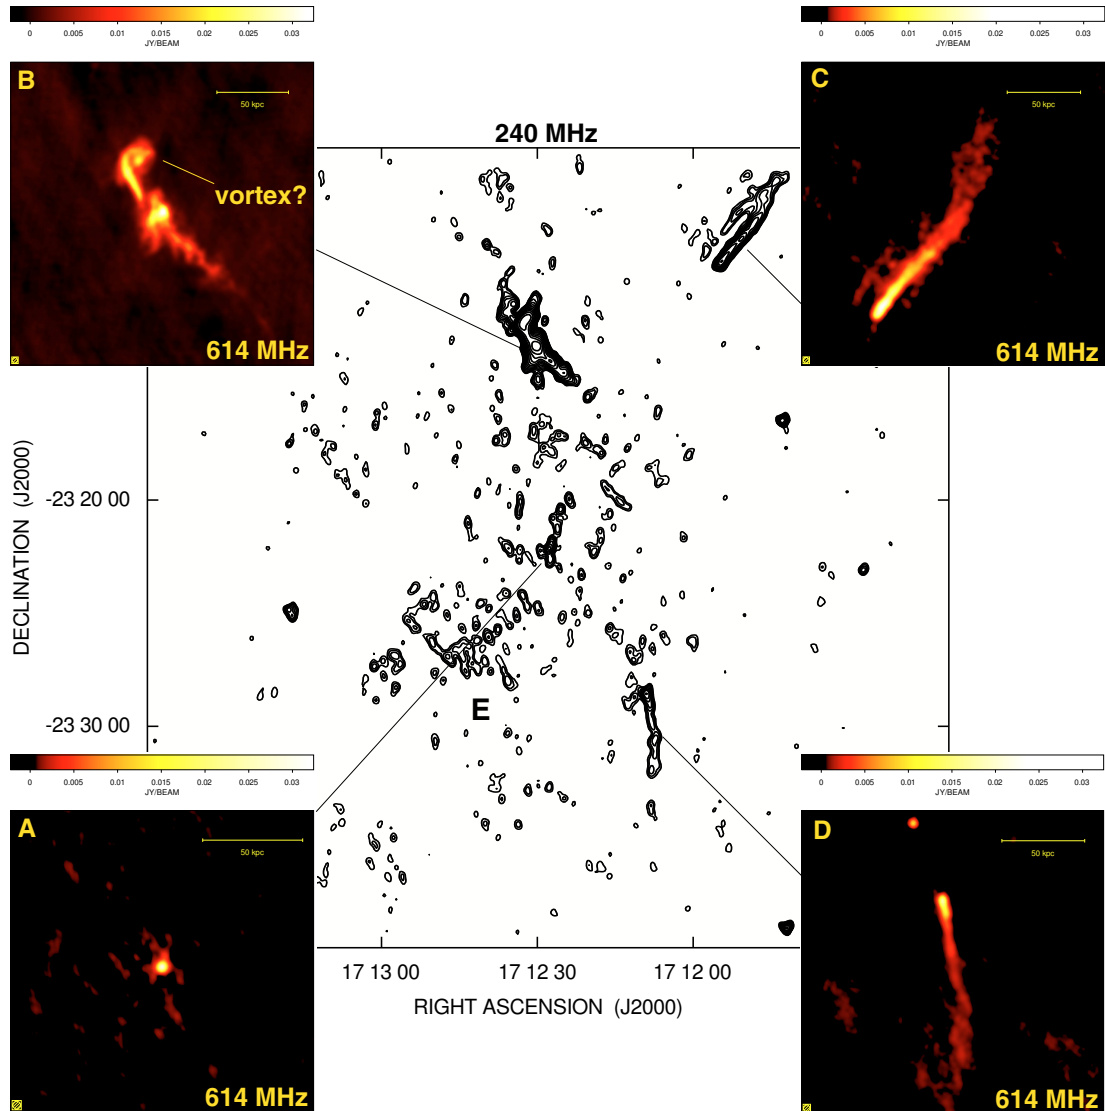 0 0.005 0.01 0.015 0.02 0.025 0.03
JY/BEAM
B
50 kpc
vortex?
614 MHz
0 0.005 0.01 0.015 0.02 0.025 0.03
JY/BEAM
C
50 kpc
614 MHz
240 MHz
DECLINATION (J2000)
-23 20 00
-23 30 00
E
17 13 00 17 12 30 17 12 00
RIGHT ASCENSION (J2000)
0 0.005 0.01 0.015 0.02 0.025 0.03
JY/BEAM
A
50 kpc
614 MHz
0 0.005 0.01 0.015 0.02 0.025 0.03
JY/BEAM
D
50 kpc
614 MHz